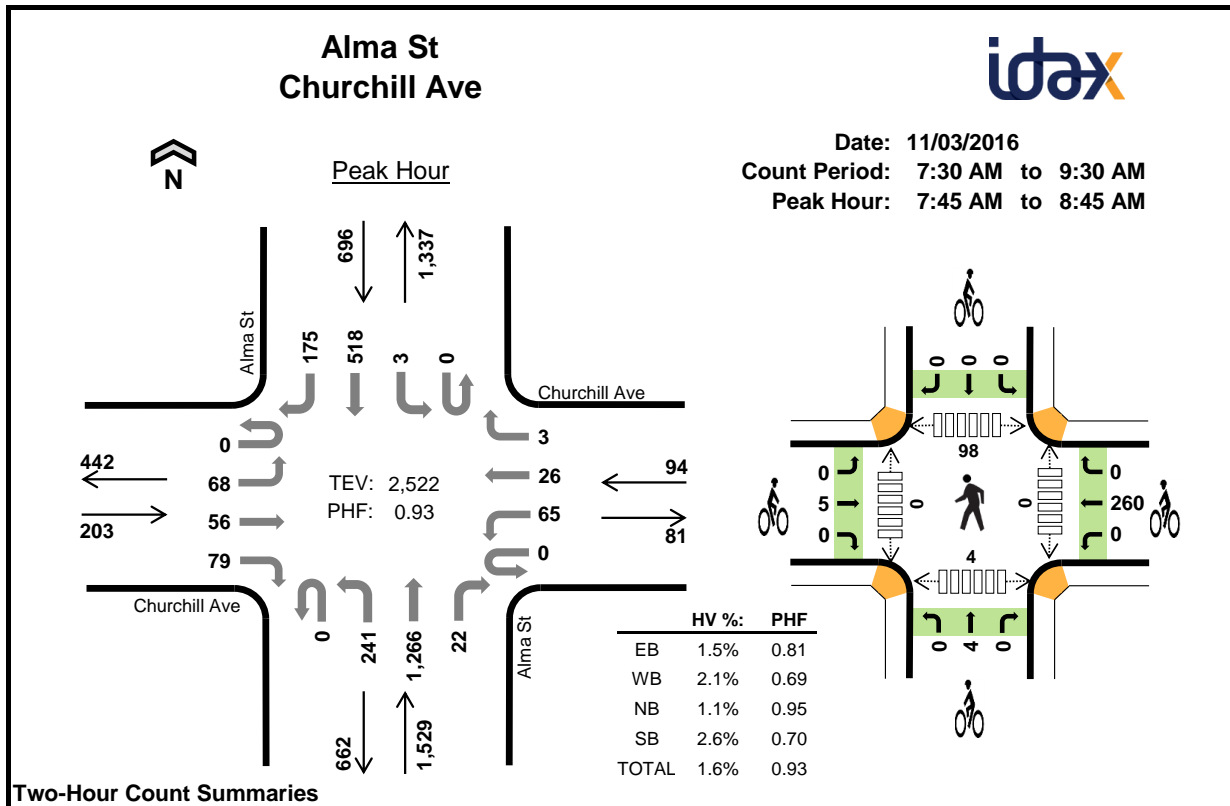 Alma St
Churchill Ave
idax
Date: 11/03/2016
Count Period: 7:30 AM to 9:30 AM
Peak Hour: 7:45 AM to 8:45 AM
N
Peak Hour
696
1,337
Alma St
175
518
3
0
Churchill Ave
0
68
56
79
442
203
TEV: 2,522
PHF: 0.93
3
26
65
0
94
81
Churchill Ave
0
241
1,266
22
Alma St
662
1,529
HV %: PHF
EB 1.5% 0.81
WB 2.1% 0.69
NB 1.1% 0.95
SB 2.6% 0.70
TOTAL 1.6% 0.93
0 0 0
98
0
5
0
0
0
0
260
0
4
0 4 0
Two-Hour Count Summaries